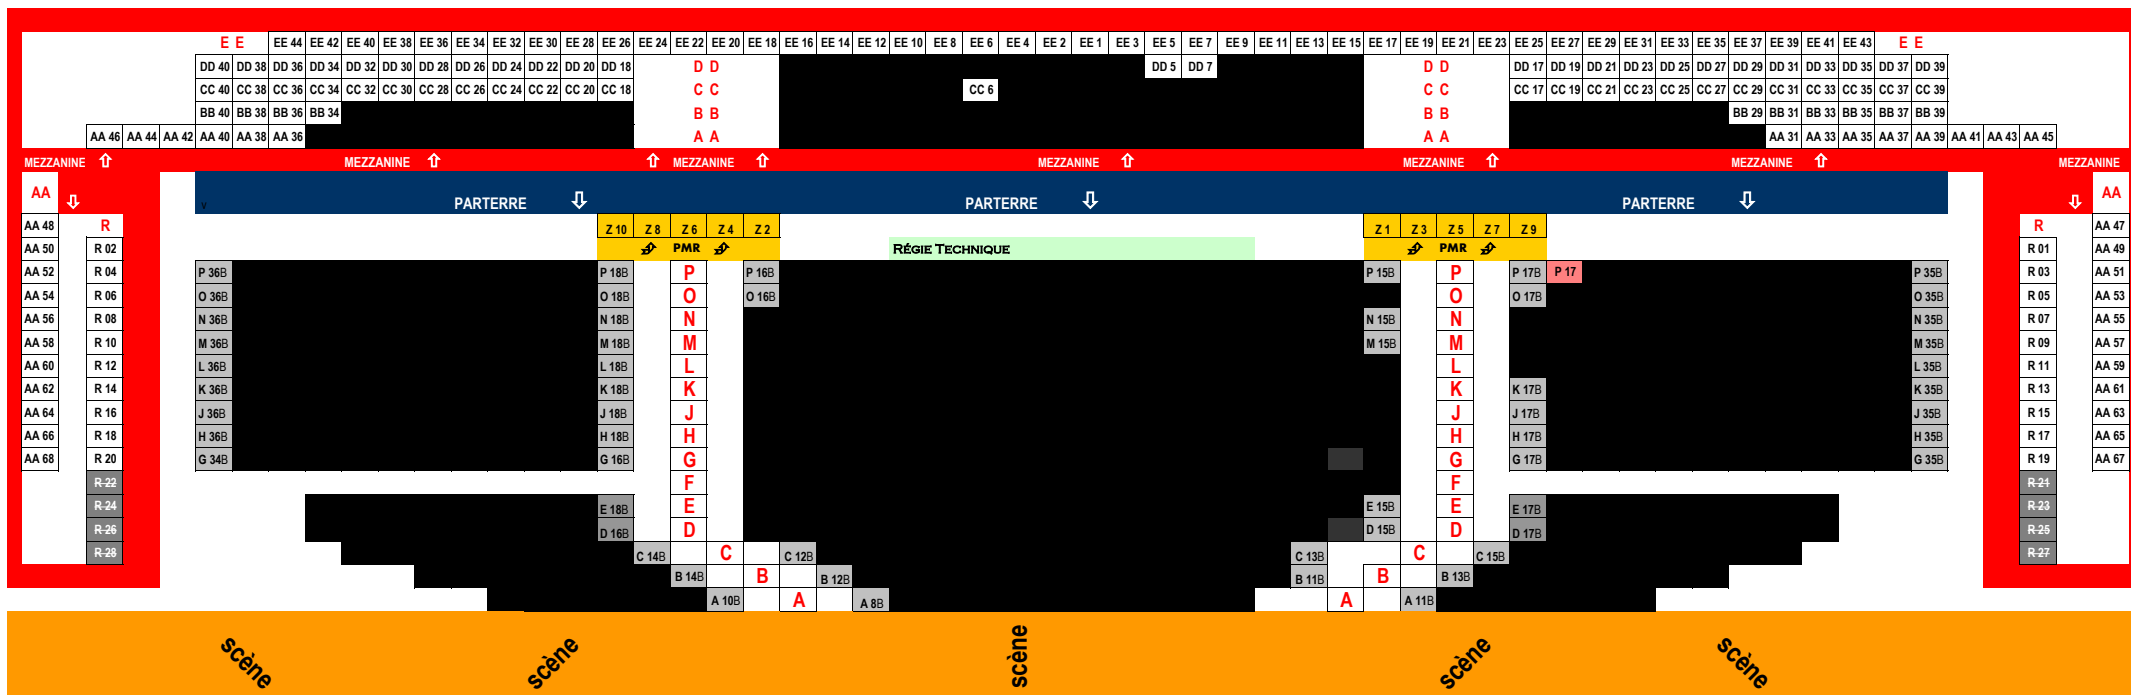 E E EE 44 EE 42 EE 40 EE 38 EE 36 EE 34 EE 32 EE 30 EE 28 EE 26 EE 24 EE 22 EE 20 EE 18 EE 16 EE 14 EE 12 EE 10 EE 8 EE 6 EE 4 EE 2 EE 1 EE 3 EE 5 EE 7 EE 9 EE 11 EE 13 EE 15 EE 17 EE 19 EE 21 EE 23 EE 25 EE 27 EE 29 EE 31 EE 33 EE 35 EE 37 EE 39 EE 41 EE 43 E E
DD 40 DD 38 DD 36 DD 34 DD 32 DD 30 DD 28 DD 26 DD 24 DD 22 DD 20 DD 18 D D DD 5 DD 7 D D DD 17 DD 19 DD 21 DD 23 DD 25 DD 27 DD 29 DD 31 DD 33 DD 35 DD 37 DD 39
CC 40 CC 38 CC 36 CC 34 CC 32 CC 30 CC 28 CC 26 CC 24 CC 22 CC 20 CC 18 C C CC 6 C C CC 17 CC 19 CC 21 CC 23 CC 25 CC 27 CC 29 CC 31 CC 33 CC 35 CC 37 CC 39
BB 40 BB 38 BB 36 BB 34 B B B B BB 29 BB 31 BB 33 BB 35 BB 37 BB 39
AA 46 AA 44 AA 42 AA 40 AA 38 AA 36 A A A A AA 31 AA 33 AA 35 AA 37 AA 39 AA 41 AA 43 AA 45
MEZZANINE ⇧ MEZZANINE ⇧ ⇧ MEZZANINE ⇧ MEZZANINE ⇧ MEZZANINE ⇧ MEZZANINE ⇧ MEZZANINE
AA ⇩ v PARTERRE ⇩ PARTERRE ⇩ PARTERRE ⇩ ⇩ AA
AA 48 R Z 10 Z 8 Z 6 Z 4 Z 2 Z 1 Z 3 Z 5 Z 7 Z 9 R AA 47
AA 50 R 02 PMR RÉGIE TECHNIQUE PMR R 01 AA 49
AA 52 R 04 P 36B P 18B P P 16B P 15B P P 17B P 17 P 35B R 03 AA 51
AA 54 R 06 O 36B O 18B O O 16B O O 17B O 35B R 05 AA 53
AA 56 R 08 N 36B N 18B N N 15B N N 35B R 07 AA 55
AA 58 R 10 M 36B M 18B M M 15B M M 35B R 09 AA 57
AA 60 R 12 L 36B L 18B L L L 35B R 11 AA 59
AA 62 R 14 K 36B K 18B K K K 17B K 35B R 13 AA 61
AA 64 R 16 J 36B J 18B J J J 17B J 35B R 15 AA 63
AA 66 R 18 H 36B H 18B H H H 17B H 35B R 17 AA 65
AA 68 R 20 G 34B G 16B G G G 17B G 35B R 19 AA 67
R 22 F F R 21
R 24 E 18B E E 15B E E 17B R 23
R 26 D 16B D D 15B D D 17B R 25
R 28 C 14B C C 12B C 13B C C 15B R 27
B 14B B B 12B B 11B B B 13B
A 10B A A 8B A A 11B
scène scène scène scène scène